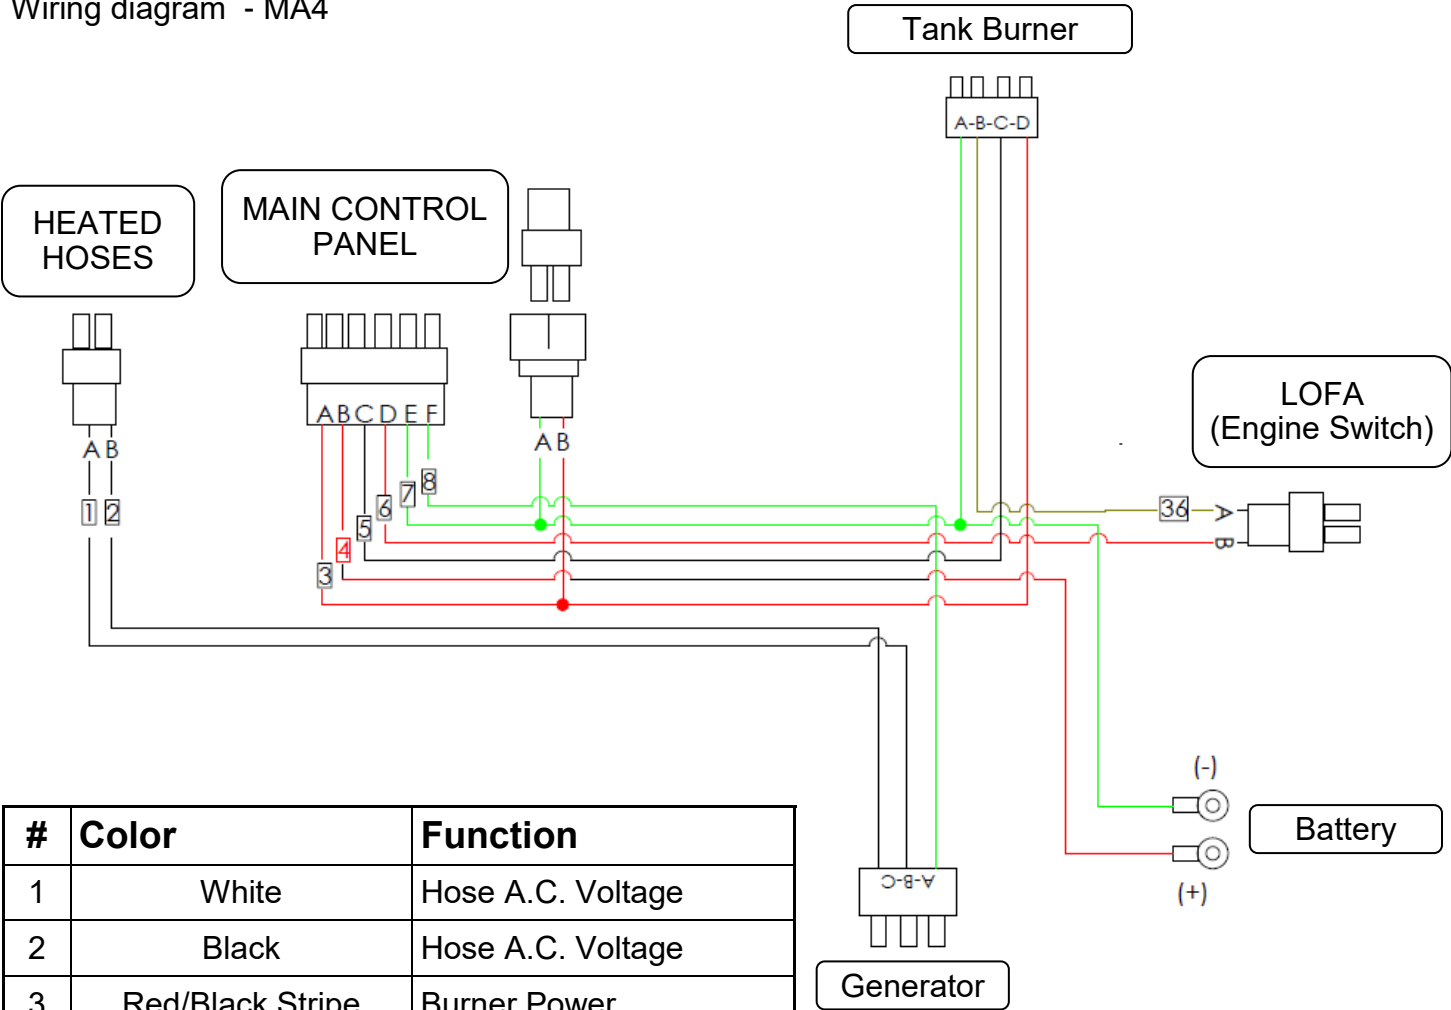 Wiring diagram - MA4
Tank Burner
A-B-C-D
HEATED
HOSES
MAIN CONTROL
PANEL
LOFA
(Engine Switch)
A B C D E F
A B
A B
1 2
3
4
5
6
7
8
36
A
B
(-)
Battery
(+)
A-B-C
Generator
# Color Function
1 White Hose A.C. Voltage
2 Black Hose A.C. Voltage
3 Red/Black Stripe Burner Power